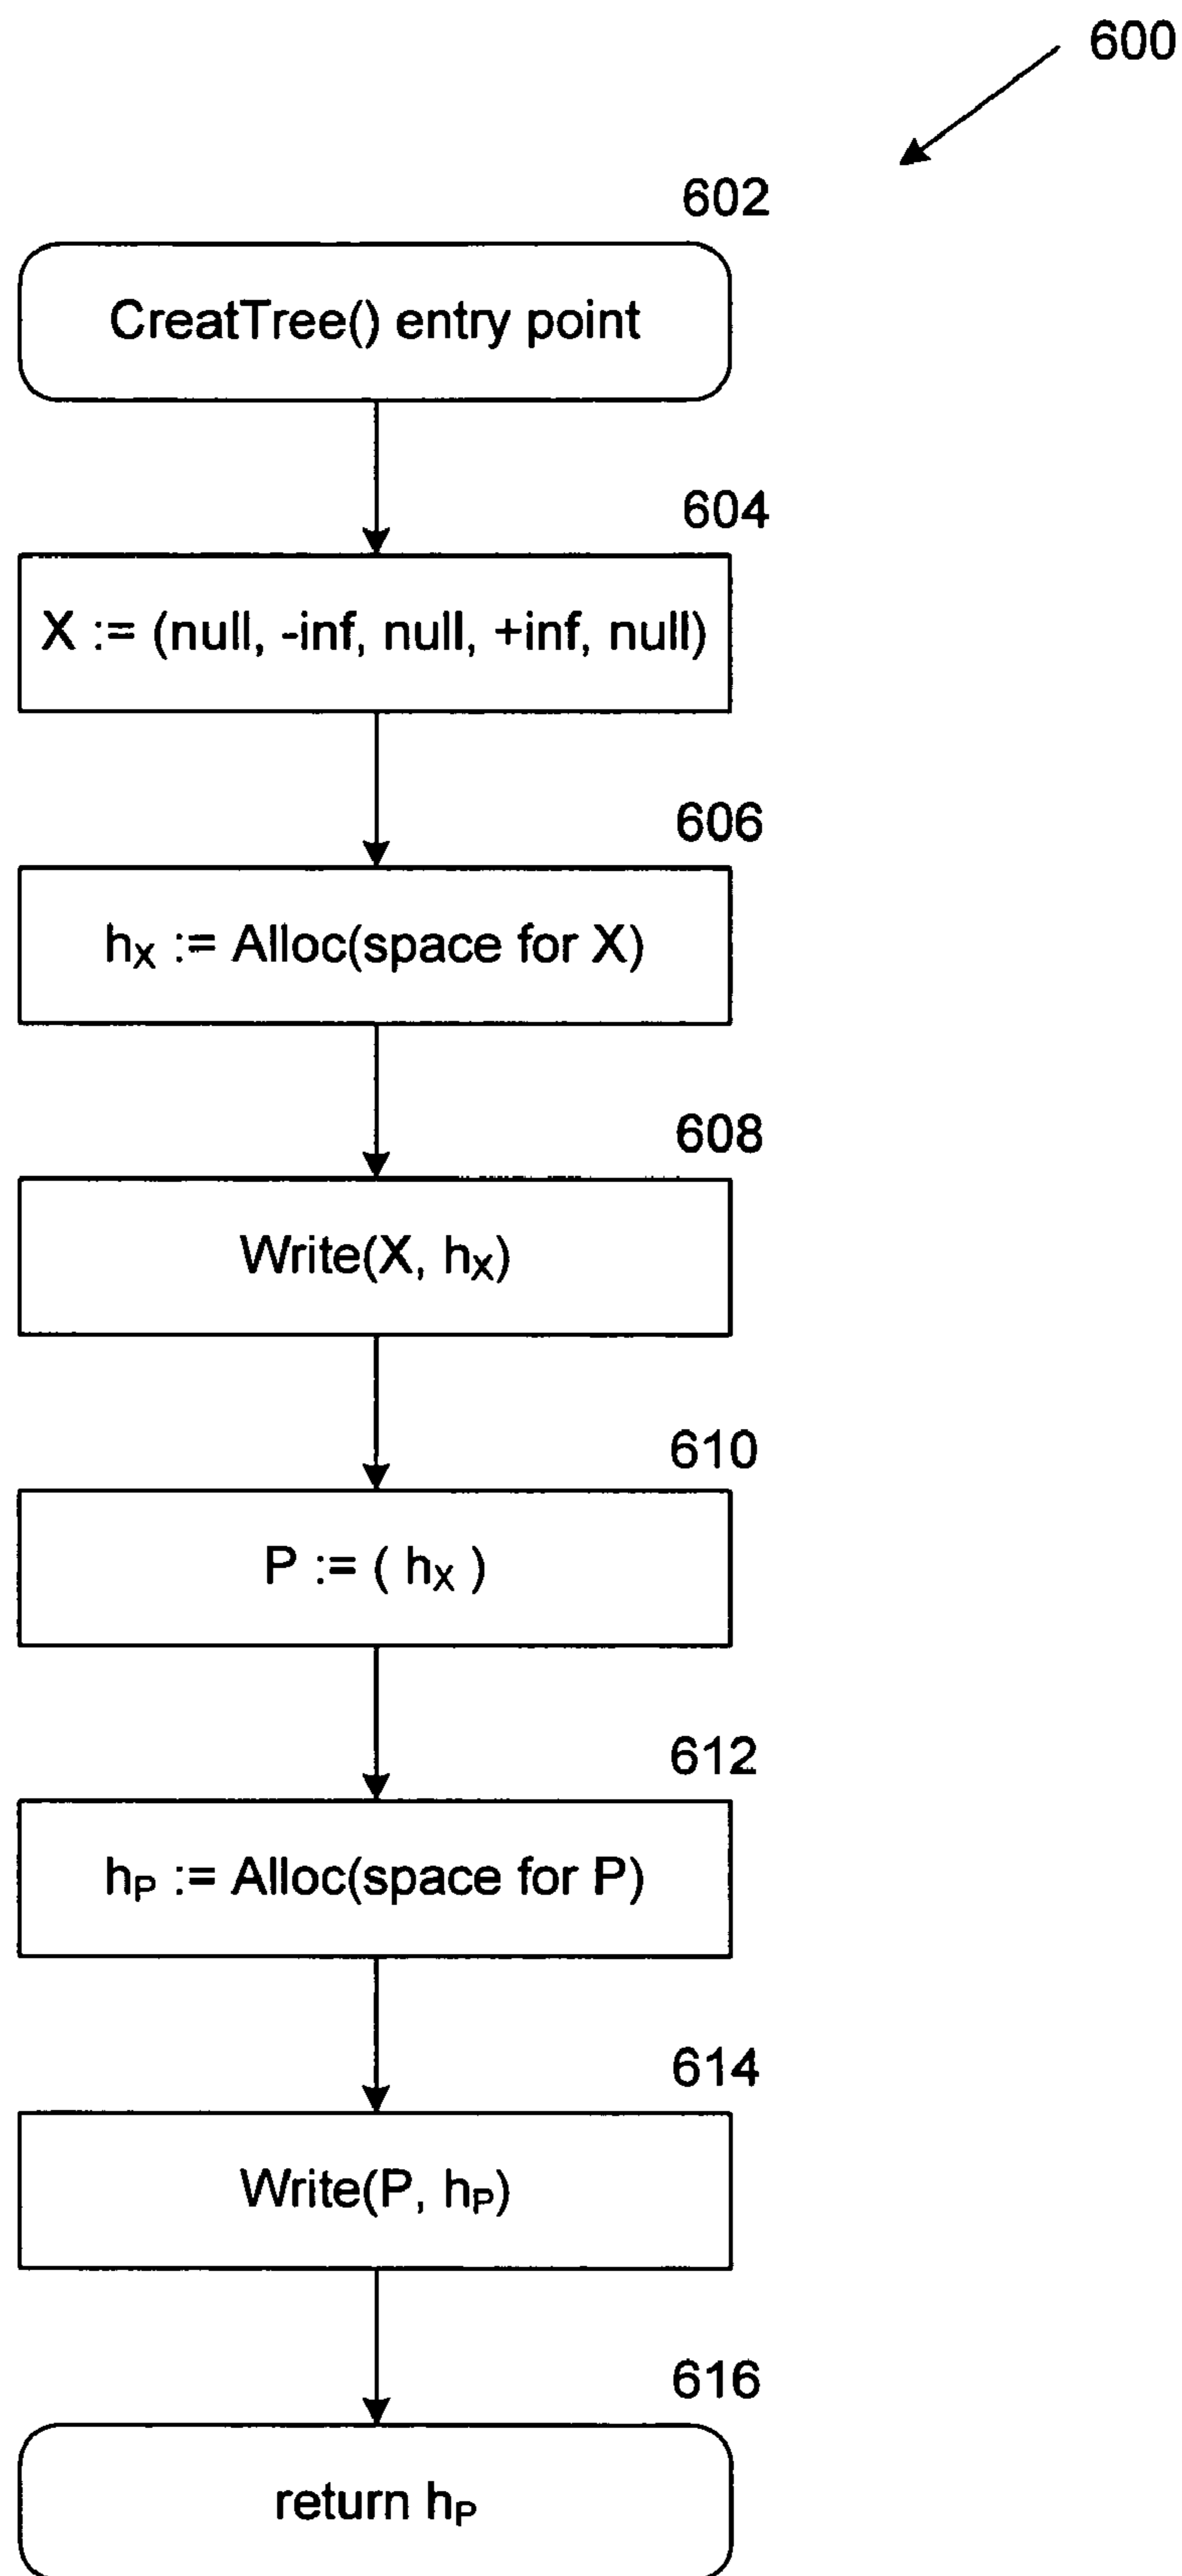 600
602
CreatTree() entry point
604
X := (null, -inf, null, +inf, null)
606
hX := Alloc(space for X)
608
Write(X, hX)
610
P := ( hX )
612
hP := Alloc(space for P)
614
Write(P, hP)
616
return hP